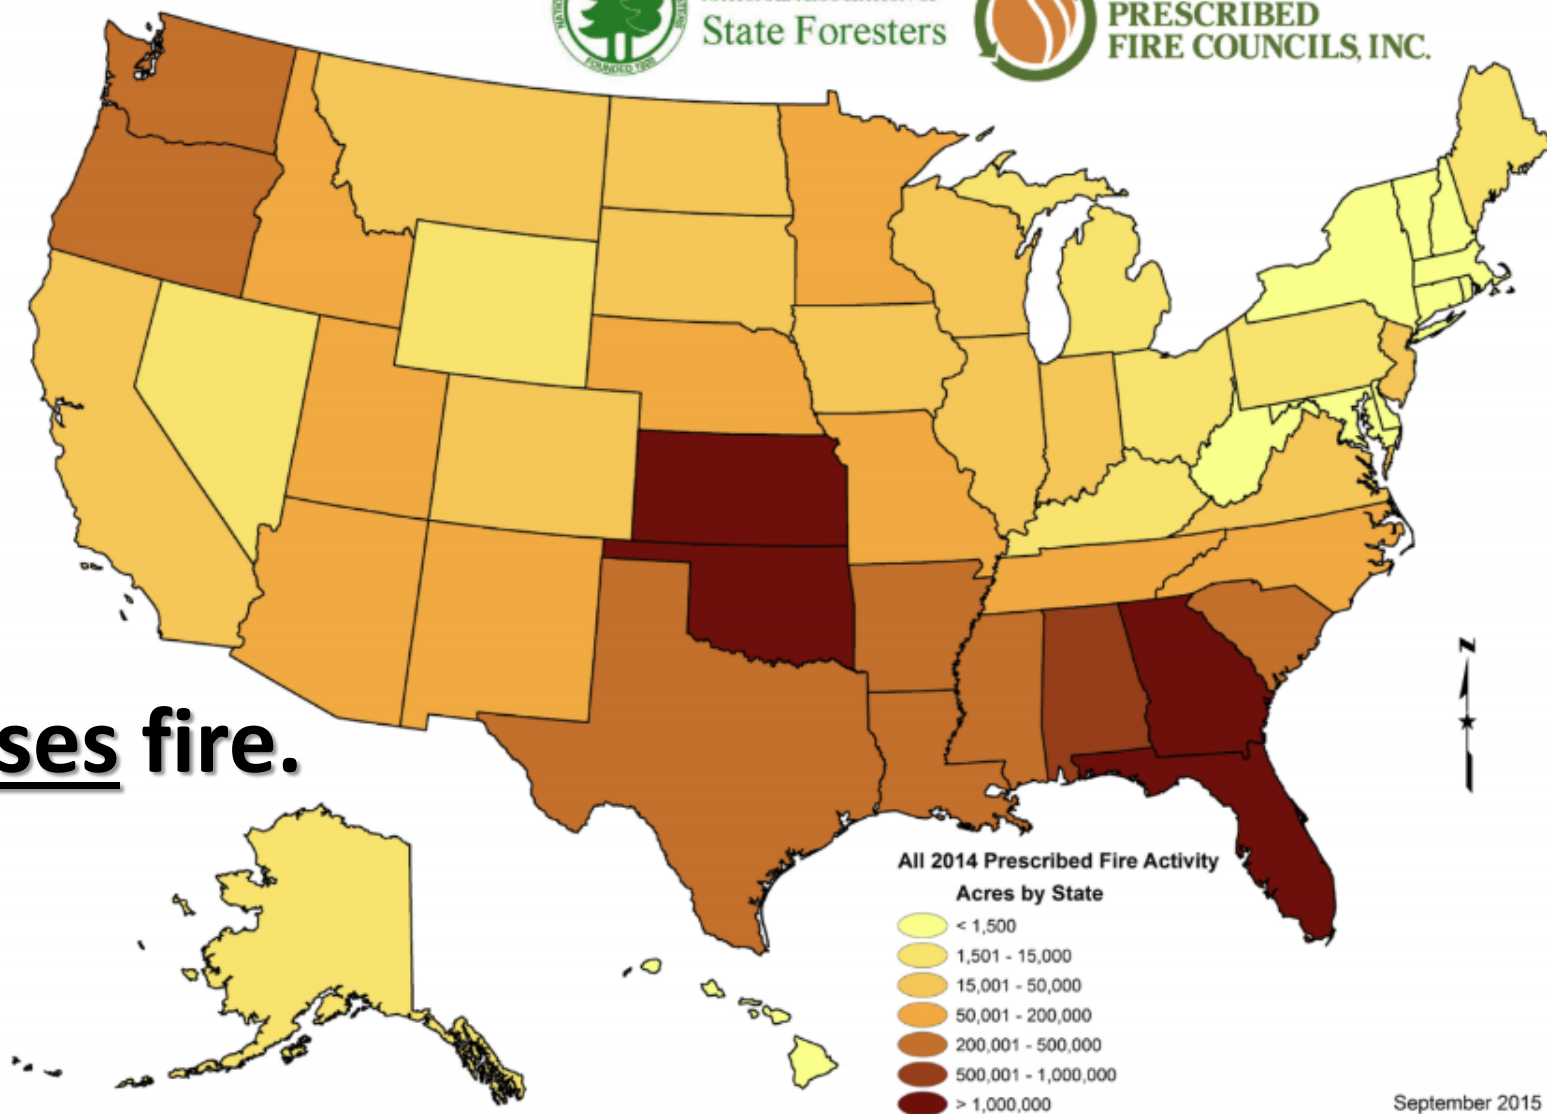 State Foresters
FOUNDED 1920
PRESCRIBED
FIRE COUNCILS, INC.
ses fire.
N
All 2014 Prescribed Fire Activity
Acres by State
< 1,500
1,501 - 15,000
15,001 - 50,000
50,001 - 200,000
200,001 - 500,000
500,001 - 1,000,000
> 1,000,000
September 2015